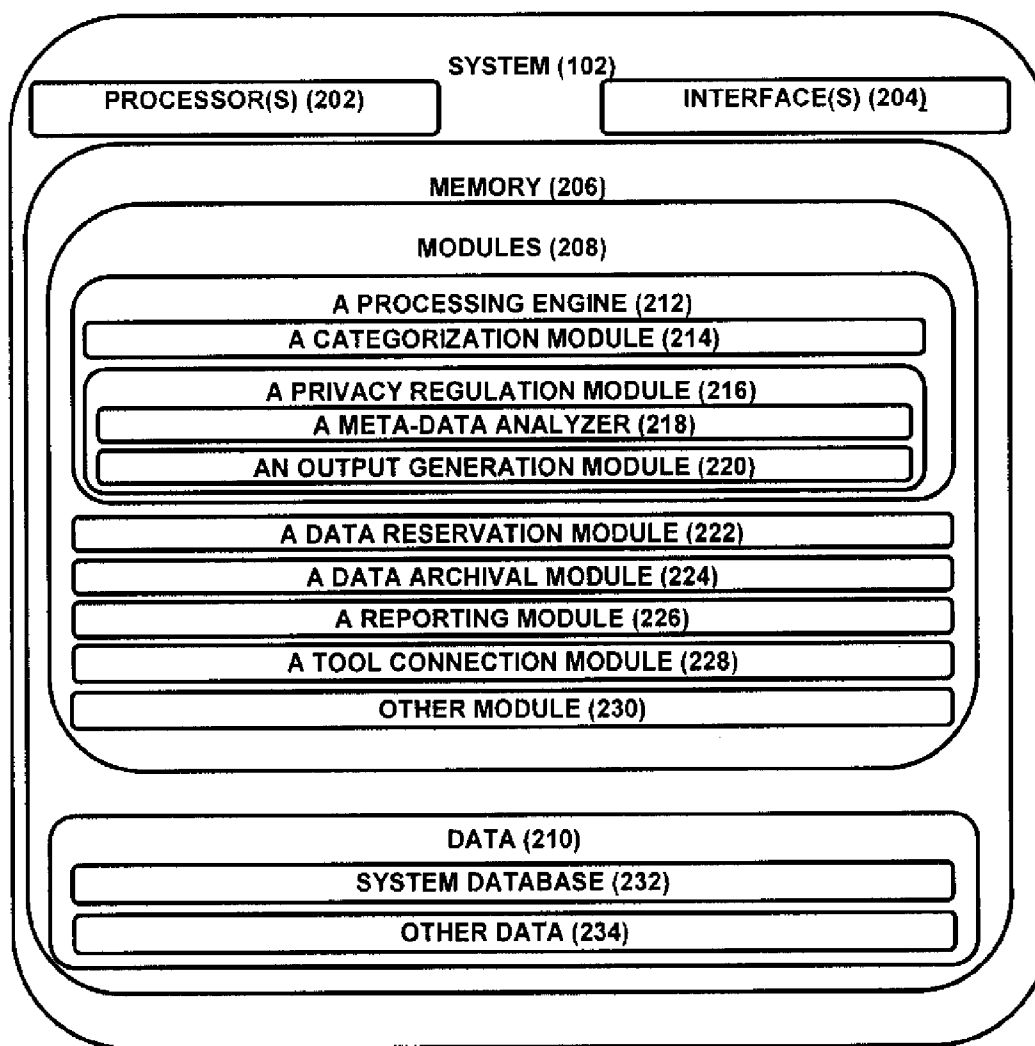 SYSTEM (102)
PROCESSOR(S) (202)
INTERFACE(S) (204)
MEMORY (206)
MODULES (208)
A PROCESSING ENGINE (212)
A CATEGORIZATION MODULE (214)
A PRIVACY REGULATION MODULE (216)
A META-DATA ANALYZER (218)
AN OUTPUT GENERATION MODULE (220)
A DATA RESERVATION MODULE (222)
A DATA ARCHIVAL MODULE (224)
A REPORTING MODULE (226)
A TOOL CONNECTION MODULE (228)
OTHER MODULE (230)
DATA (210)
SYSTEM DATABASE (232)
OTHER DATA (234)